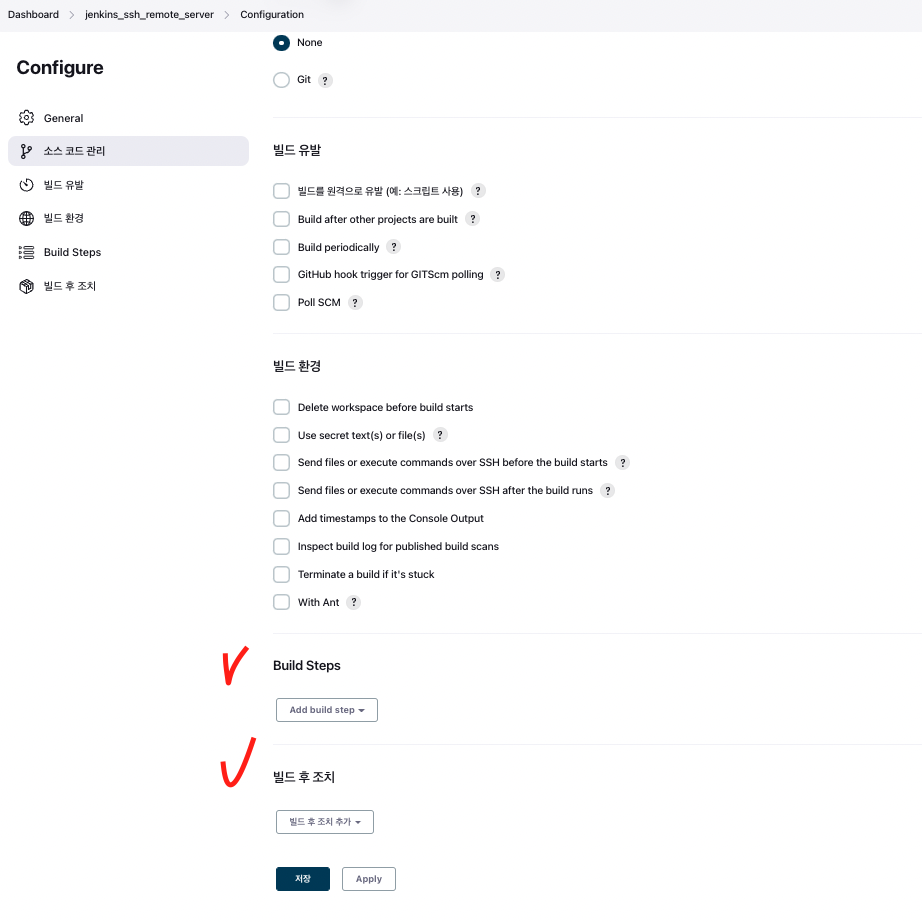 Dashboard > jenkins_ssh_remote_server > Configuration
Configure
General
소스 코드 관리
빌드 유발
빌드 환경
Build Steps
빌드 후 조치
None
Git ?
빌드 유발
빌드를 원격으로 유발 (예: 스크립트 사용) ?
Build after other projects are built ?
Build periodically ?
GitHub hook trigger for GITScm polling ?
Poll SCM ?
빌드 환경
Delete workspace before build starts
Use secret text(s) or file(s) ?
Send files or execute commands over SSH before the build starts ?
Send files or execute commands over SSH after the build runs ?
Add timestamps to the Console Output
Inspect build log for published build scans
Terminate a build if it's stuck
With Ant ?
Build Steps
Add build step
빌드 후 조치
빌드 후 조치 추가
저장 Apply